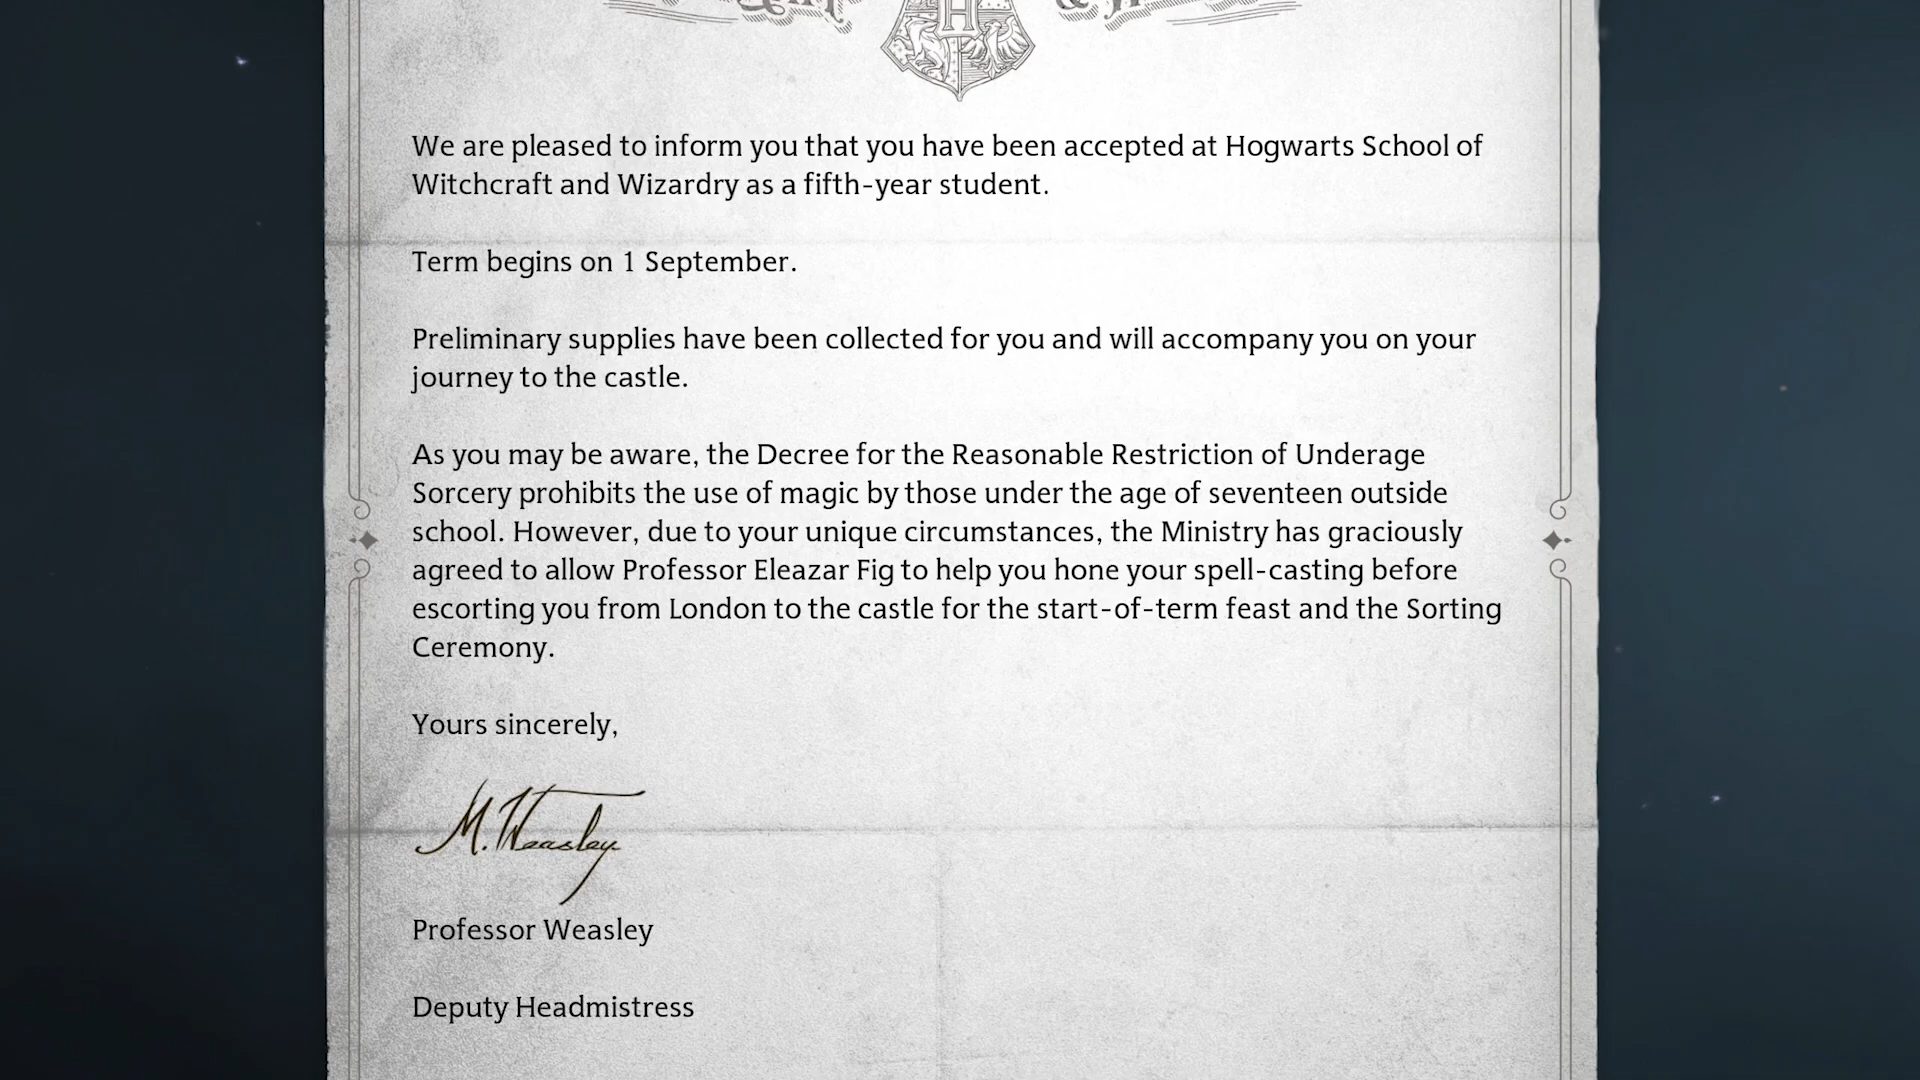 H
We are pleased to inform you that you have been accepted at Hogwarts School of
Witchcraft and Wizardry as a fifth-year student.
Term begins on 1 September.
Preliminary supplies have been collected for you and will accompany you on your
journey to the castle.
As you may be aware, the Decree for the Reasonable Restriction of Underage
Sorcery prohibits the use of magic by those under the age of seventeen outside
school. However, due to your unique circumstances, the Ministry has graciously
agreed to allow Professor Eleazar Fig to help you hone your spell-casting before
escorting you from London to the castle for the start-of-term feast and the Sorting
Ceremony.
Yours sincerely,
M. Weasley
Professor Weasley
Deputy Headmistress